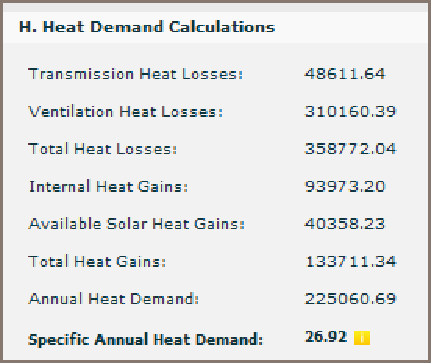 H. Heat Demand Calculations
Transmission Heat Losses: 48611.64
Ventilation Heat Losses: 310160.39
Total Heat Losses: 358772.04
Internal Heat Gains: 93973.20
Available Solar Heat Gains: 40358.23
Total Heat Gains: 133711.34
Annual Heat Demand: 225060.69
Specific Annual Heat Demand: 26.92 i